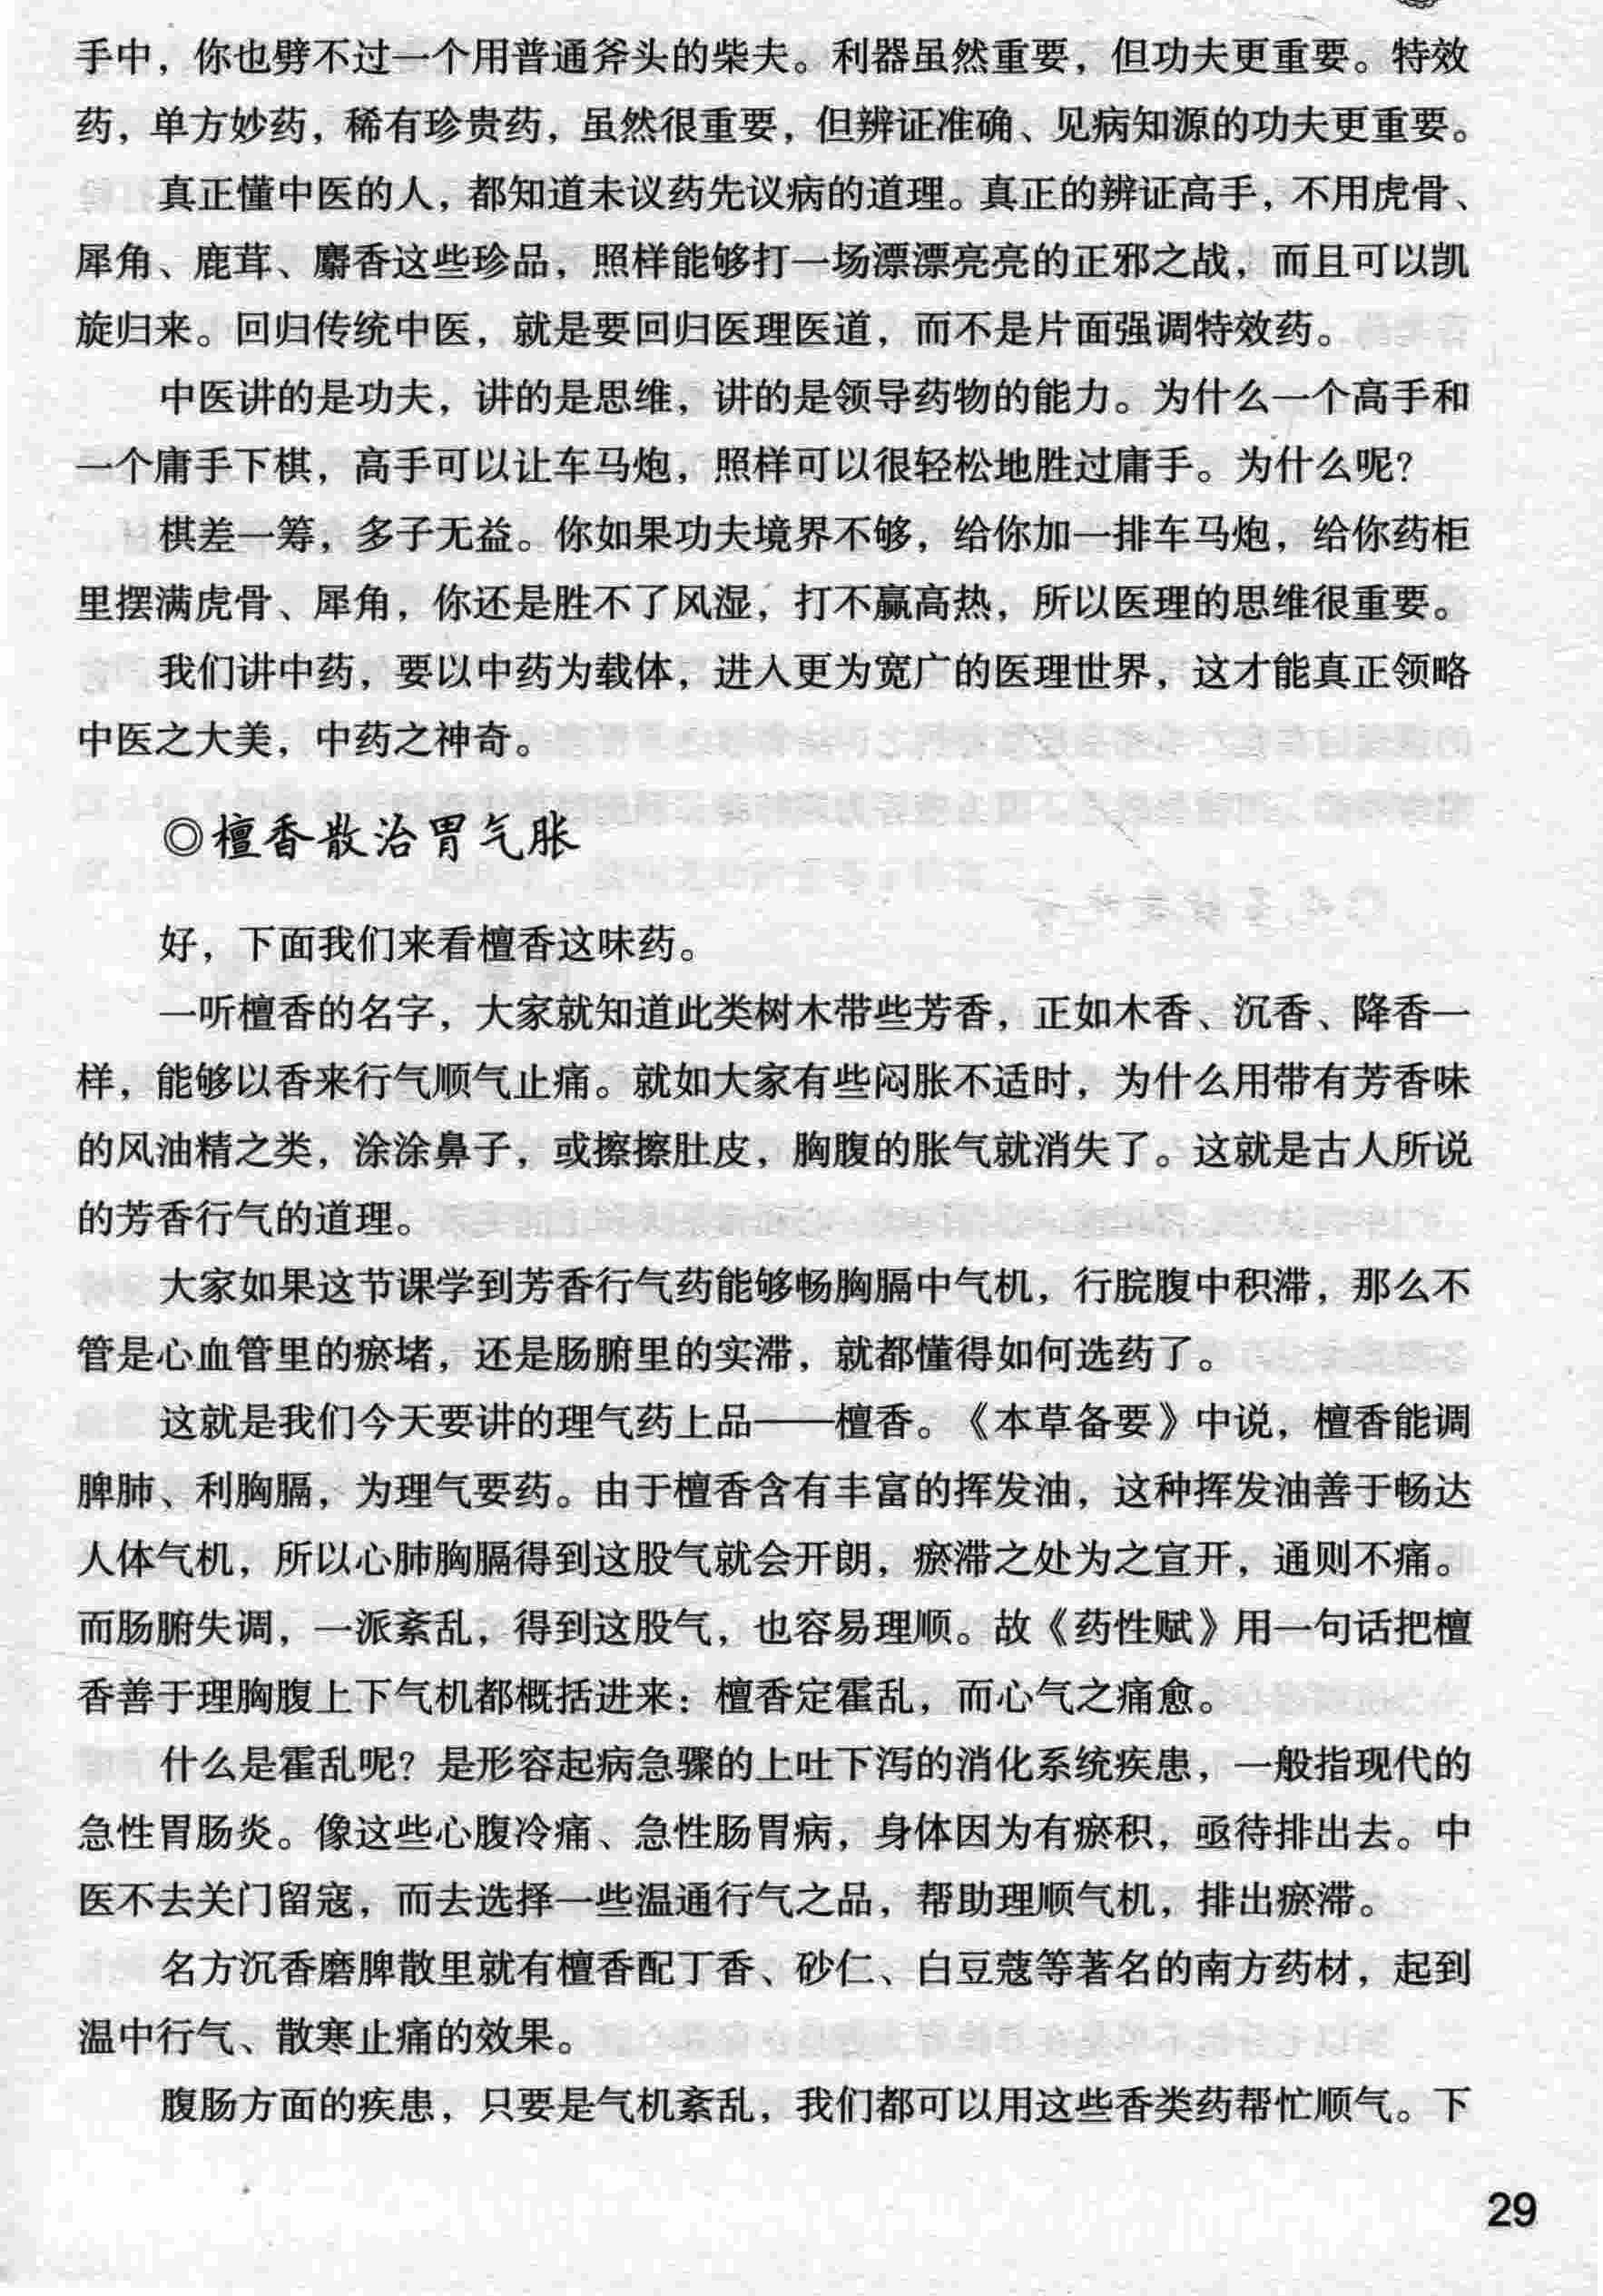 手中，你也劈不过一个用普通斧头的柴夫。利器虽然重要，但功夫更重要。特效
药，单方妙药，稀有珍贵药，虽然很重要，但辨证准确、见病知源的功夫更重要。
真正懂中医的人，都知道未议药先议病的道理。真正的辨证高手，不用虎骨、
犀角、鹿茸、麝香这些珍品，照样能够打一场漂漂亮亮的正邪之战，而且可以凯
旋归来。回归传统中医，就是要回归医理医道，而不是片面强调特效药。
中医讲的是功夫，讲的是思维，讲的是领导药物的能力。为什么一个高手和
一个庸手下棋，高手可以让车马炮，照样可以很轻松地胜过庸手。为什么呢？
棋差一筹，多子无益。你如果功夫境界不够，给你加一排车马炮，给你药柜
里摆满虎骨、犀角，你还是胜不了风湿，打不赢高热，所以医理的思维很重要。
我们讲中药，要以中药为载体，进入更为宽广的医理世界，这才能真正领略
中医之大美，中药之神奇。
◎檀香散治胃气胀
好，下面我们来看檀香这味药。
一听檀香的名字，大家就知道此类树木带些芳香，正如木香、沉香、降香一
样，能够以香来行气顺气止痛。就如大家有些闷胀不适时，为什么用带有芳香味
的风油精之类，涂涂鼻子，或擦擦肚皮，胸腹的胀气就消失了。这就是古人所说
的芳香行气的道理。
大家如果这节课学到芳香行气药能够畅胸膈中气机，行脘腹中积滞，那么不
管是心血管里的瘀堵，还是肠腑里的实滞，就都懂得如何选药了。
这就是我们今天要讲的理气药上品——檀香。《本草备要》中说，檀香能调
脾肺、利胸膈，为理气要药。由于檀香含有丰富的挥发油，这种挥发油善于畅达
人体气机，所以心肺胸膈得到这股气就会开朗，瘀滞之处为之宣开，通则不痛。
而肠腑失调，一派紊乱，得到这股气，也容易理顺。故《药性赋》用一句话把檀
香善于理胸腹上下气机都概括进来：檀香定霍乱，而心气之痛愈。
什么是霍乱呢？是形容起病急骤的上吐下泻的消化系统疾患，一般指现代的
急性胃肠炎。像这些心腹冷痛、急性肠胃病，身体因为有瘀积，亟待排出去。中
医不去关门留寇，而去选择一些温通行气之品，帮助理顺气机，排出瘀滞。
名方沉香磨脾散里就有檀香配丁香、砂仁、白豆蔻等著名的南方药材，起到
温中行气、散寒止痛的效果。
腹肠方面的疾患，只要是气机紊乱，我们都可以用这些香类药帮忙顺气。下
29